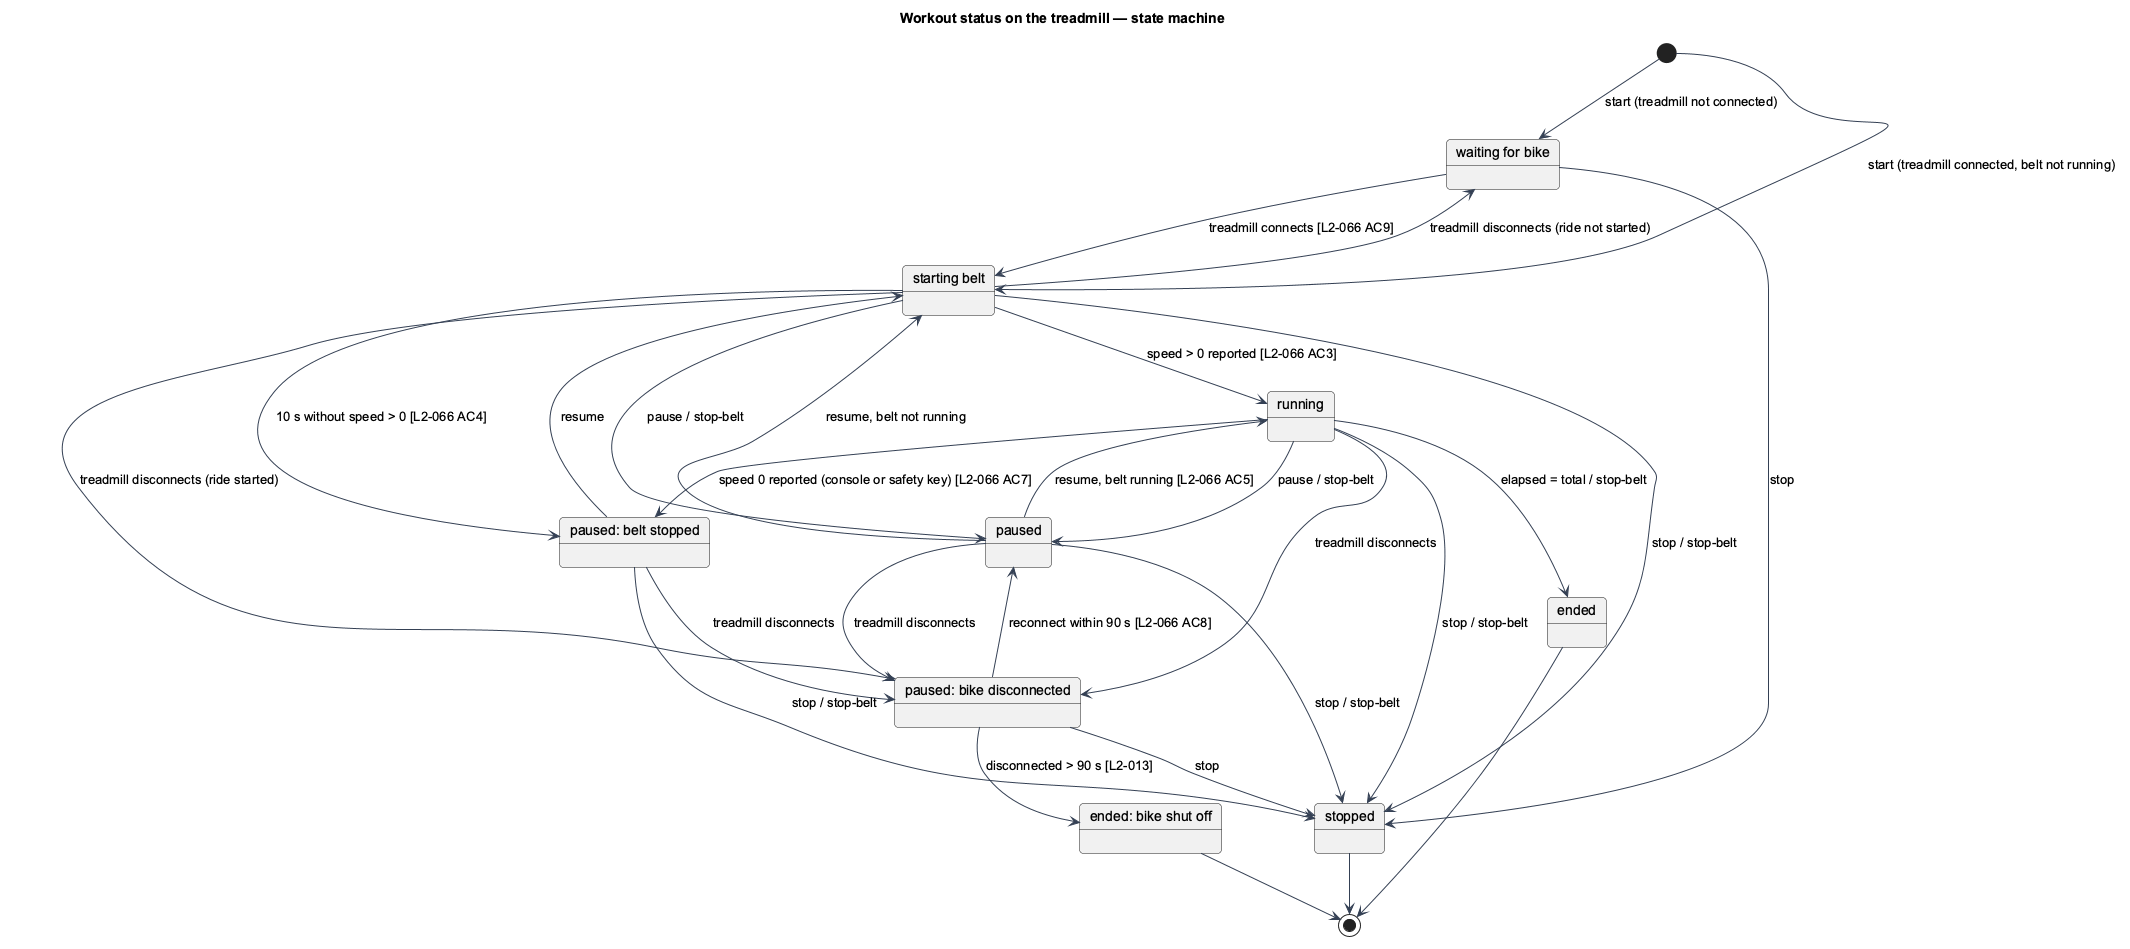 Workout status on the treadmill — state machine
start (treadmill not connected)
waiting for bike
start (treadmill connected, belt not running)
treadmill connects [L2-066 AC9]
treadmill disconnects (ride not started)
starting belt
speed > 0 reported [L2-066 AC3]
running
10 s without speed > 0 [L2-066 AC4]
resume
pause / stop-belt
resume, belt not running
treadmill disconnects (ride started)
speed 0 reported (console or safety key) [L2-066 AC7]
resume, belt running [L2-066 AC5]
pause / stop-belt
elapsed = total / stop-belt
stop
paused: belt stopped
paused
treadmill disconnects
stop / stop-belt
ended
treadmill disconnects
treadmill disconnects
reconnect within 90 s [L2-066 AC8]
stop / stop-belt
paused: bike disconnected
stop / stop-belt
stop / stop-belt
disconnected > 90 s [L2-013]
stop
ended: bike shut off
stopped